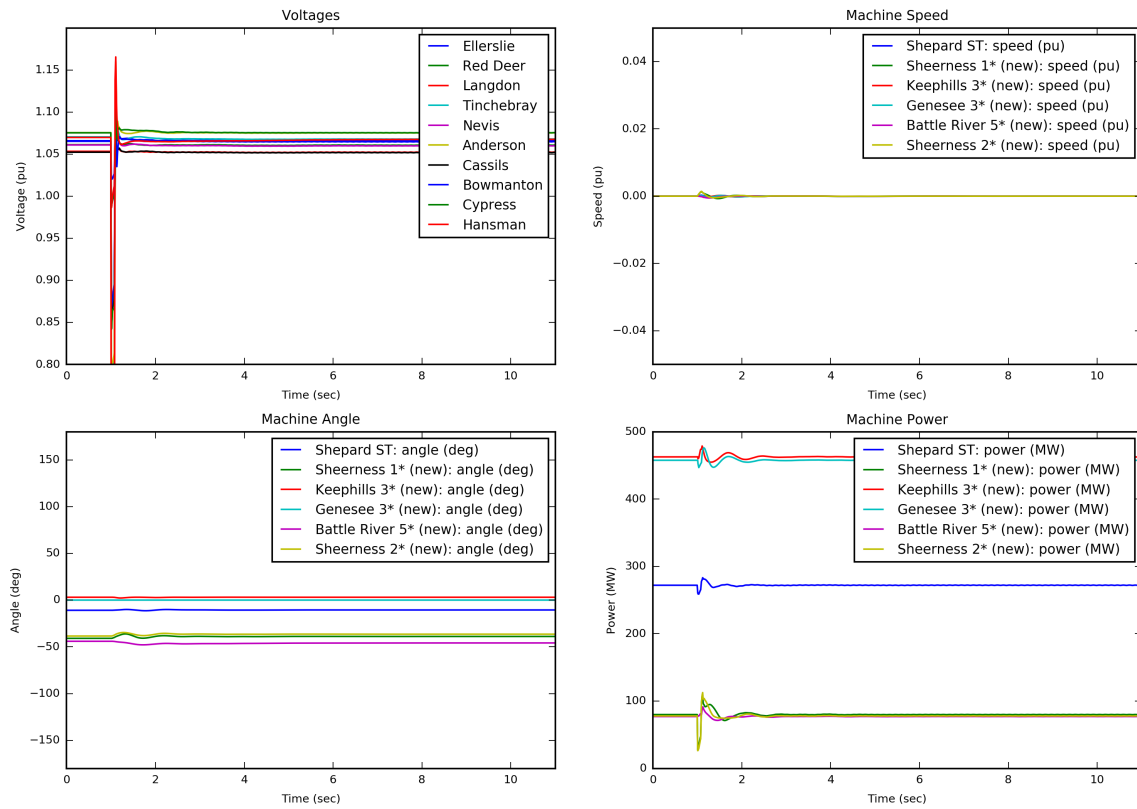 Voltages
Voltage (pu)
1.15
1.10
1.05
1.00
0.95
0.90
0.85
0.80
0
2
4
6
8
10
Time (sec)
Ellerslie
Red Deer
Langdon
Tinchebray
Nevis
Anderson
Cassils
Bowmanton
Cypress
Hansman
Machine Speed
Speed (pu)
0.04
0.02
0.00
−0.02
−0.04
0
2
4
6
8
10
Time (sec)
Shepard ST: speed (pu)
Sheerness 1* (new): speed (pu)
Keephills 3* (new): speed (pu)
Genesee 3* (new): speed (pu)
Battle River 5* (new): speed (pu)
Sheerness 2* (new): speed (pu)
Machine Angle
Angle (deg)
150
100
50
0
−50
−100
−150
0
2
4
6
8
10
Time (sec)
Shepard ST: angle (deg)
Sheerness 1* (new): angle (deg)
Keephills 3* (new): angle (deg)
Genesee 3* (new): angle (deg)
Battle River 5* (new): angle (deg)
Sheerness 2* (new): angle (deg)
Machine Power
Power (MW)
500
400
300
200
100
0
0
2
4
6
8
10
Time (sec)
Shepard ST: power (MW)
Sheerness 1* (new): power (MW)
Keephills 3* (new): power (MW)
Genesee 3* (new): power (MW)
Battle River 5* (new): power (MW)
Sheerness 2* (new): power (MW)